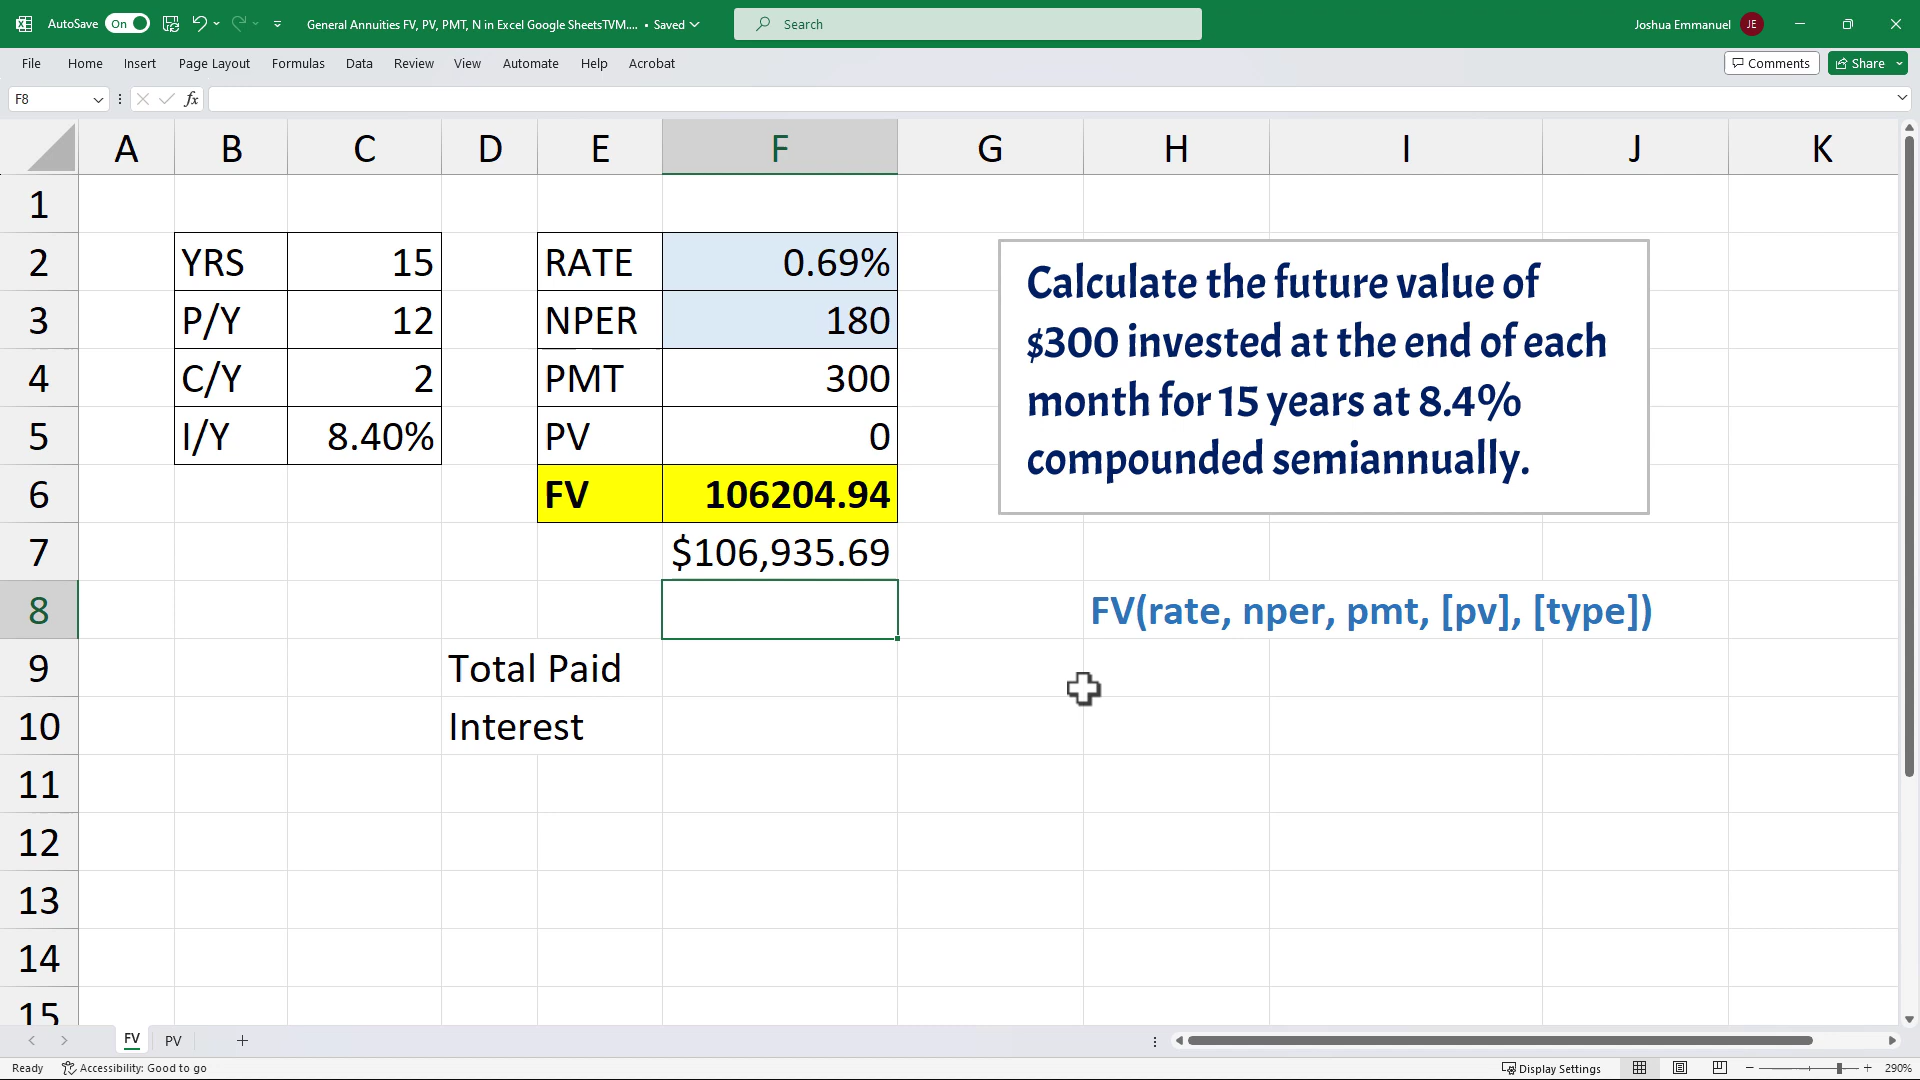 AutoSave On General Annuities FV, PV, PMT, N in Excel Google SheetsTVM.... • Saved Search Joshua Emmanuel JE
File Home Insert Page Layout Formulas Data Review View Automate Help Acrobat Comments Share
F8 fx
A B C D E F G H I J K
1
2 YRS 15 RATE 0.69%
3 P/Y 12 NPER 180
4 C/Y 2 PMT 300
5 I/Y 8.40% PV 0
6 FV 106204.94
7 $106,935.69
Calculate the future value of
$300 invested at the end of each
month for 15 years at 8.4%
compounded semiannually.
8 FV(rate, nper, pmt, [pv], [type])
9 Total Paid
10 Interest
11
12
13
14
15
FV PV
Ready Accessibility: Good to go Display Settings 290%